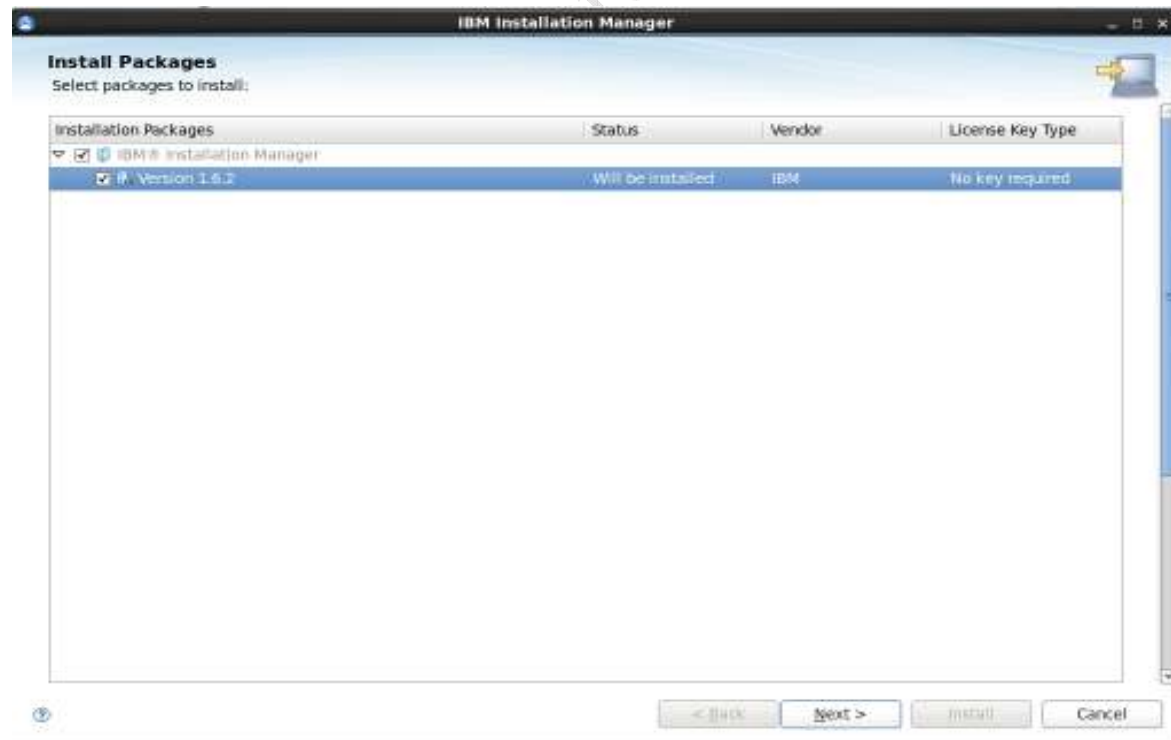 IBM Installation Manager
Install Packages
Select packages to install:
Installation Packages Status Vendor License Key Type
IBM® Installation Manager
Version 1.6.2 Will be installed IBM No key required
< Back Next > Install Cancel